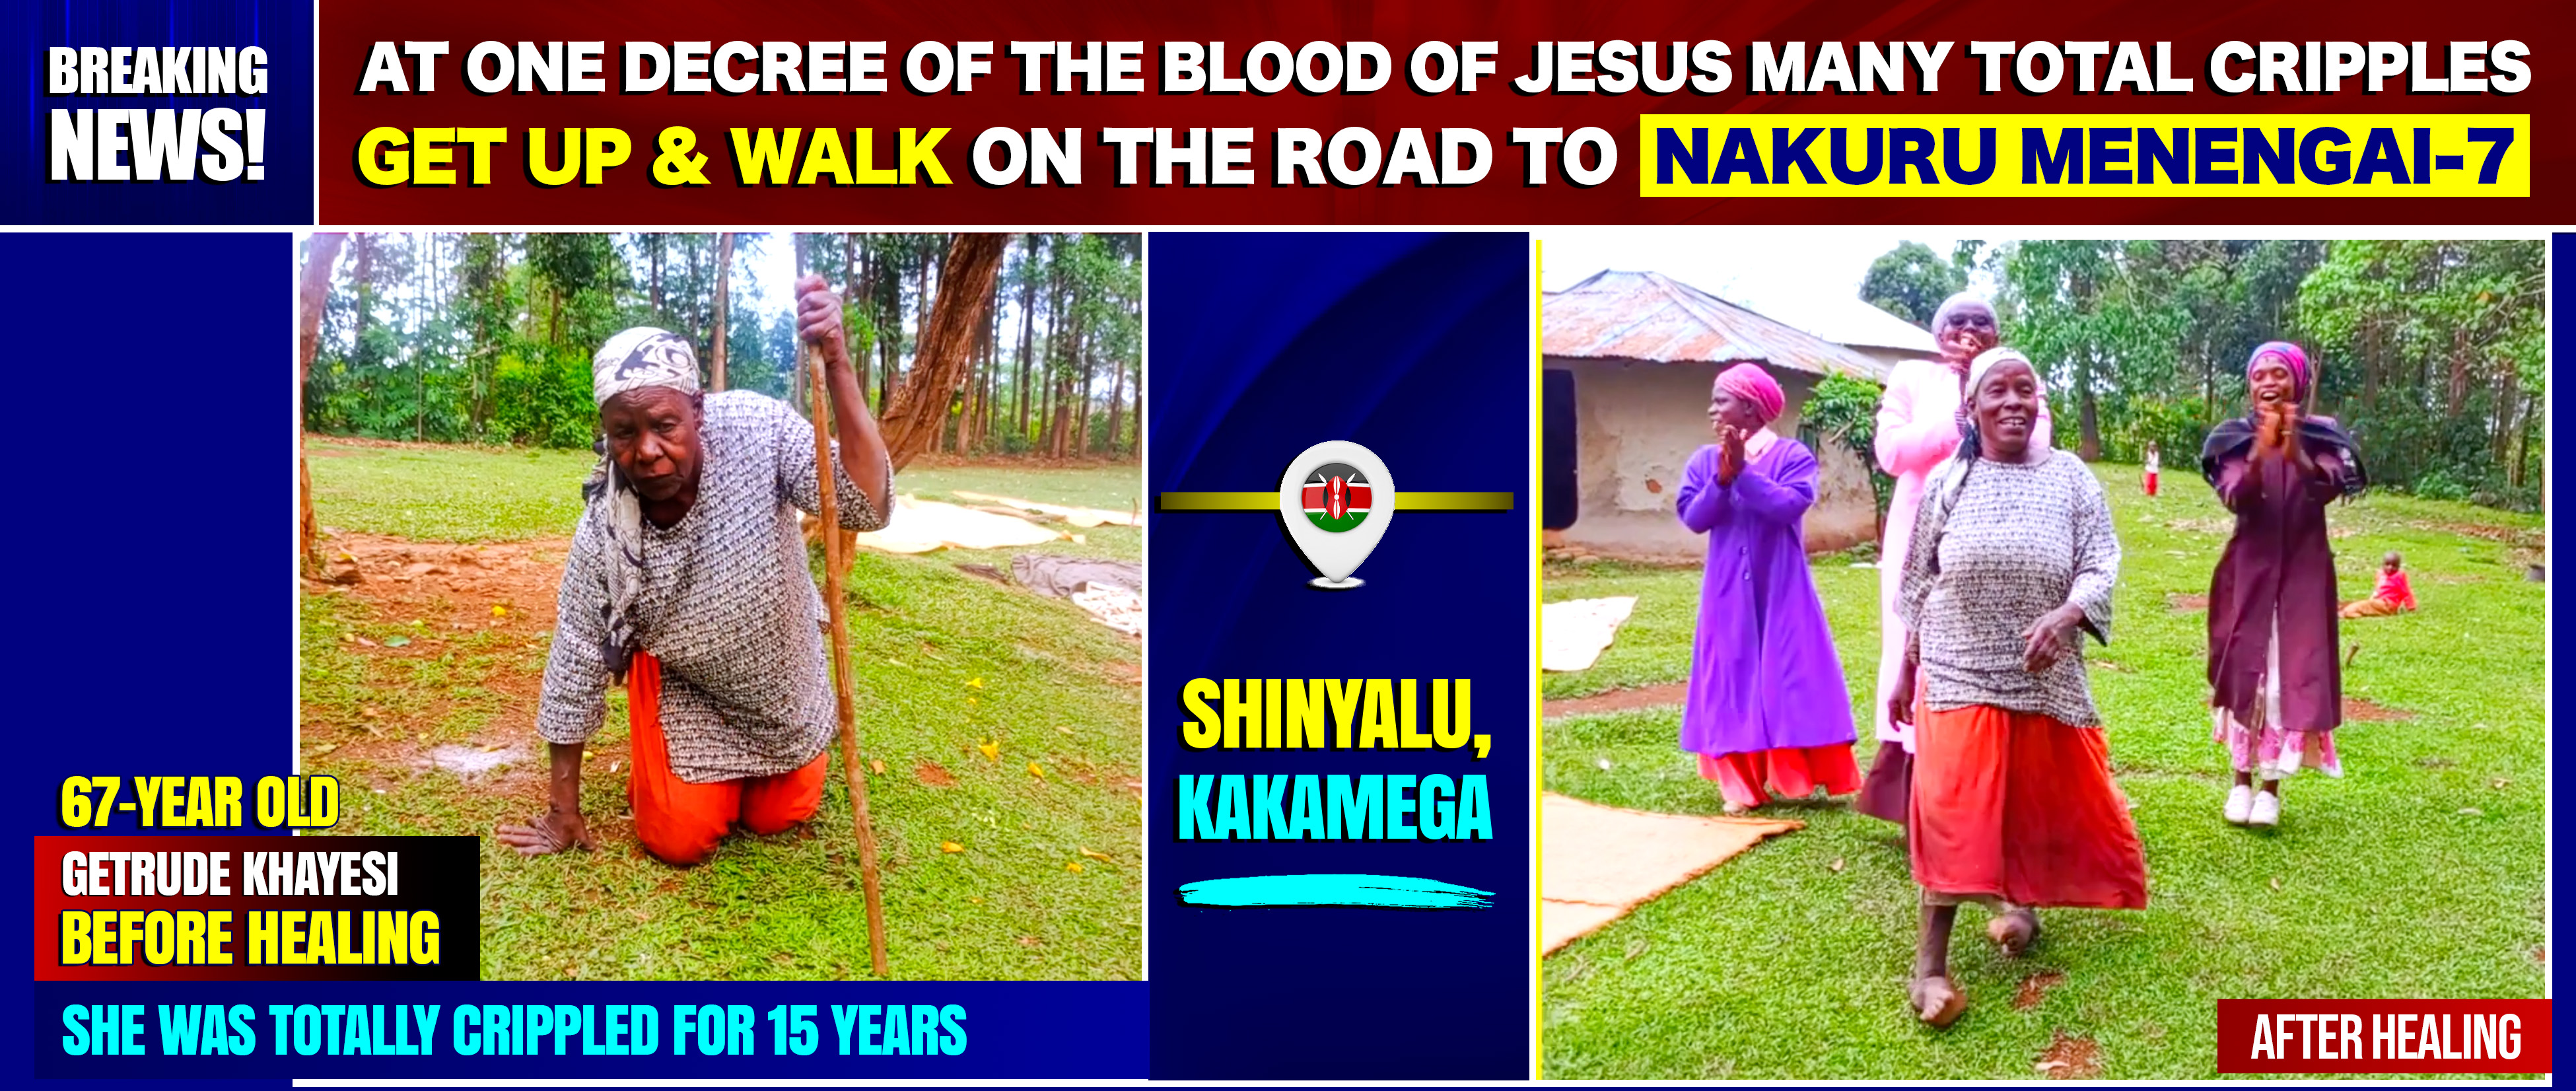 BREAKING
NEWS!
AT ONE DECREE OF THE BLOOD OF JESUS MANY TOTAL CRIPPLES
GET UP & WALK ON THE ROAD TO NAKURU MENENGAI-7
67-YEAR OLD
GETRUDE KHAYESI
BEFORE HEALING
SHE WAS TOTALLY CRIPPLED FOR 15 YEARS
SHINYALU,
KAKAMEGA
AFTER HEALING